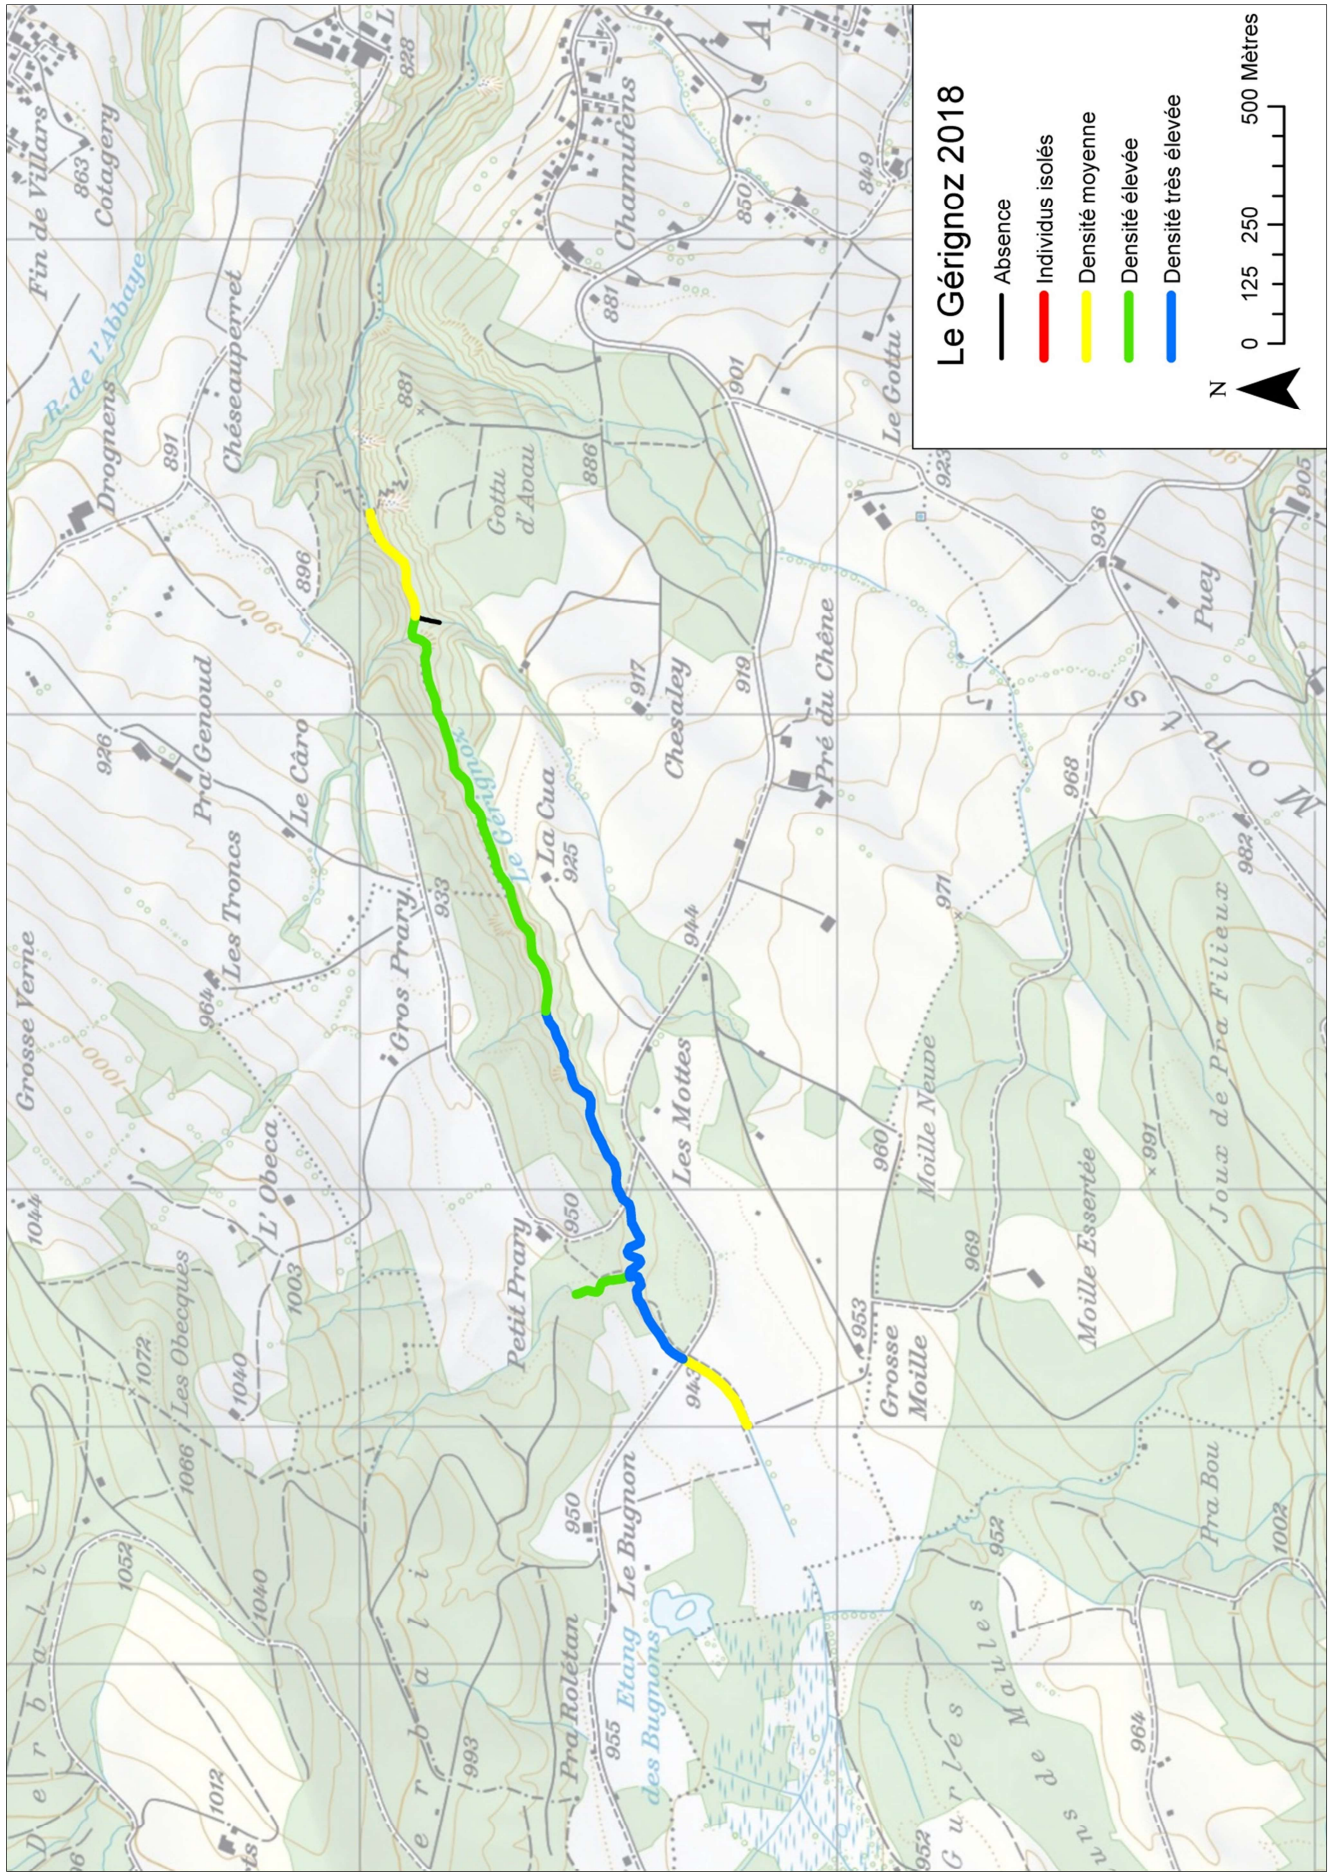 Le Gérignoz 2018
Absence
Individus isolés
Densité moyenne
Densité élevée
Densité très élevée
N
0 125 250 500 Mètres
Fin de Villars
863
Cotagery
R. de l'Abbaye
Drognens
891
Chéseauperret
828
L
A
Chamufens
850
849
881
881
901
Le Gottu
923
886
Gottu
d'Avau
896
900
926
Pra Genoud
Le Câro
Les Troncs
964
Gros Prary
933
Le Gérignoz
La Cua
925
917
Chesaley
919
Pré du Chêne
936
Puey
905
90
968
982
M o n t s
971
944
Grosse Verne
1000
1044
L'Obeca
1003
Les Obecques
1072
1040
1066
Petit Prary
950
Les Mottes
Moille Neuve
960
991
Joux de Pra Filieux
Moille Essertée
969
953
Grosse
Moille
943
Le Bugnon
950
Etang
des Bugnons
Pra Rolétan
955
1052
1040
D e r b a l i
e r b a l i
993
1012
ts
06
952
952
Pra Bou
1002
964
G u r l e s
u n s d e M a u l e s